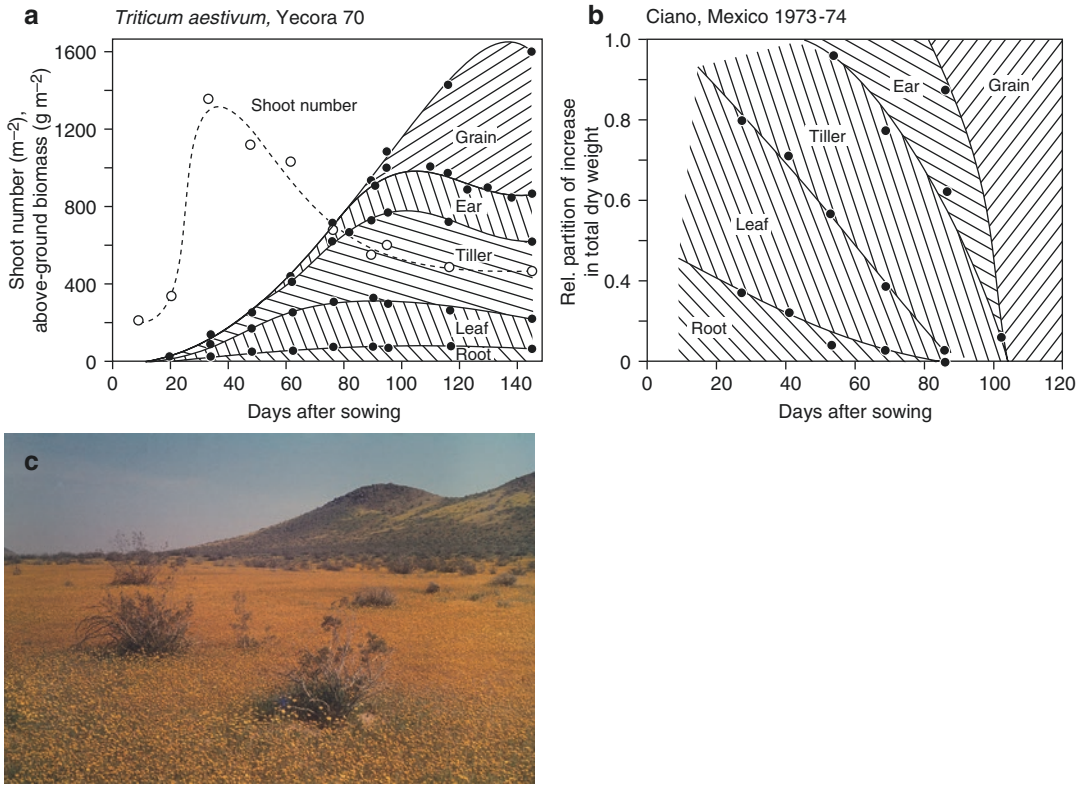 a
Triticum aestivum, Yecora 70
Shoot number (m⁻²),
above-ground biomass (g m⁻²)
1600
1200
800
400
0
Shoot number
Grain
Ear
Tiller
Leaf
Root
0 20 40 60 80 100 120 140
Days after sowing
b
Ciano, Mexico 1973-74
Rel. partition of increase
in total dry weight
1.0
0.8
0.6
0.4
0.2
0
Ear
Grain
Tiller
Leaf
Root
0 20 40 60 80 100 120
Days after sowing
c